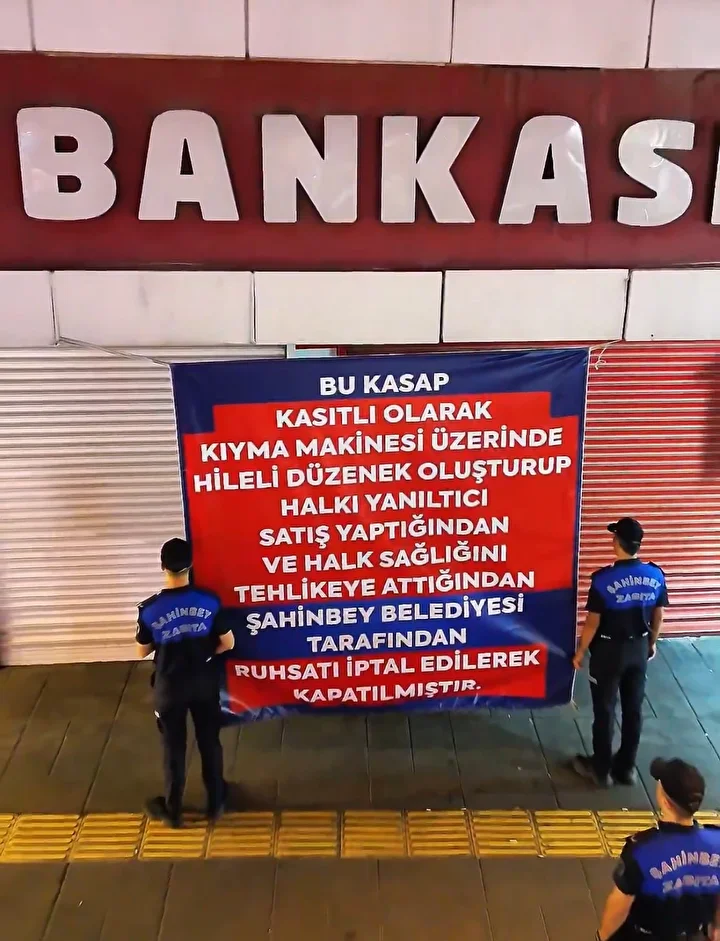 BANKASI
BU KASAP
KASITLI OLARAK
KIYMA MAKİNESİ ÜZERİNDE
HİLELİ DÜZENEK OLUŞTURUP
HALKI YANILTICI
SATIŞ YAPTIĞINDAN
VE HALK SAĞLIĞINI
TEHLİKEYE ATTIĞINDAN
ŞAHİNBEY BELEDİYESİ
TARAFINDAN
RUHSATI İPTAL EDİLEREK
KAPATILMIŞTIR.
ŞAHİNBEY
ZABITA
ŞAHİNBEY
ZABITA
ŞAHİNBE
ZABITA